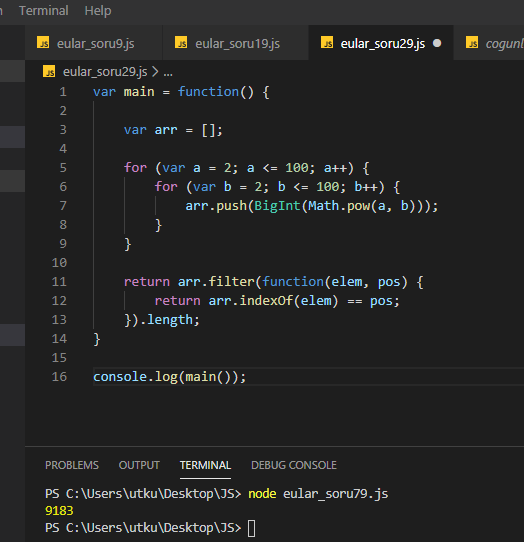 Terminal Help
JS eular_soru9.js JS eular_soru19.js JS eular_soru29.js JS cogunl
JS eular_soru29.js > ...
1 var main = function() {
2
3 var arr = [];
4
5 for (var a = 2; a <= 100; a++) {
6 for (var b = 2; b <= 100; b++) {
7 arr.push(BigInt(Math.pow(a, b)));
8 }
9 }
10
11 return arr.filter(function(elem, pos) {
12 return arr.indexOf(elem) == pos;
13 }).length;
14 }
15
16 console.log(main());
PROBLEMS OUTPUT TERMINAL DEBUG CONSOLE
PS C:\Users\utku\Desktop\JS> node eular_soru79.js
9183
PS C:\Users\utku\Desktop\JS>